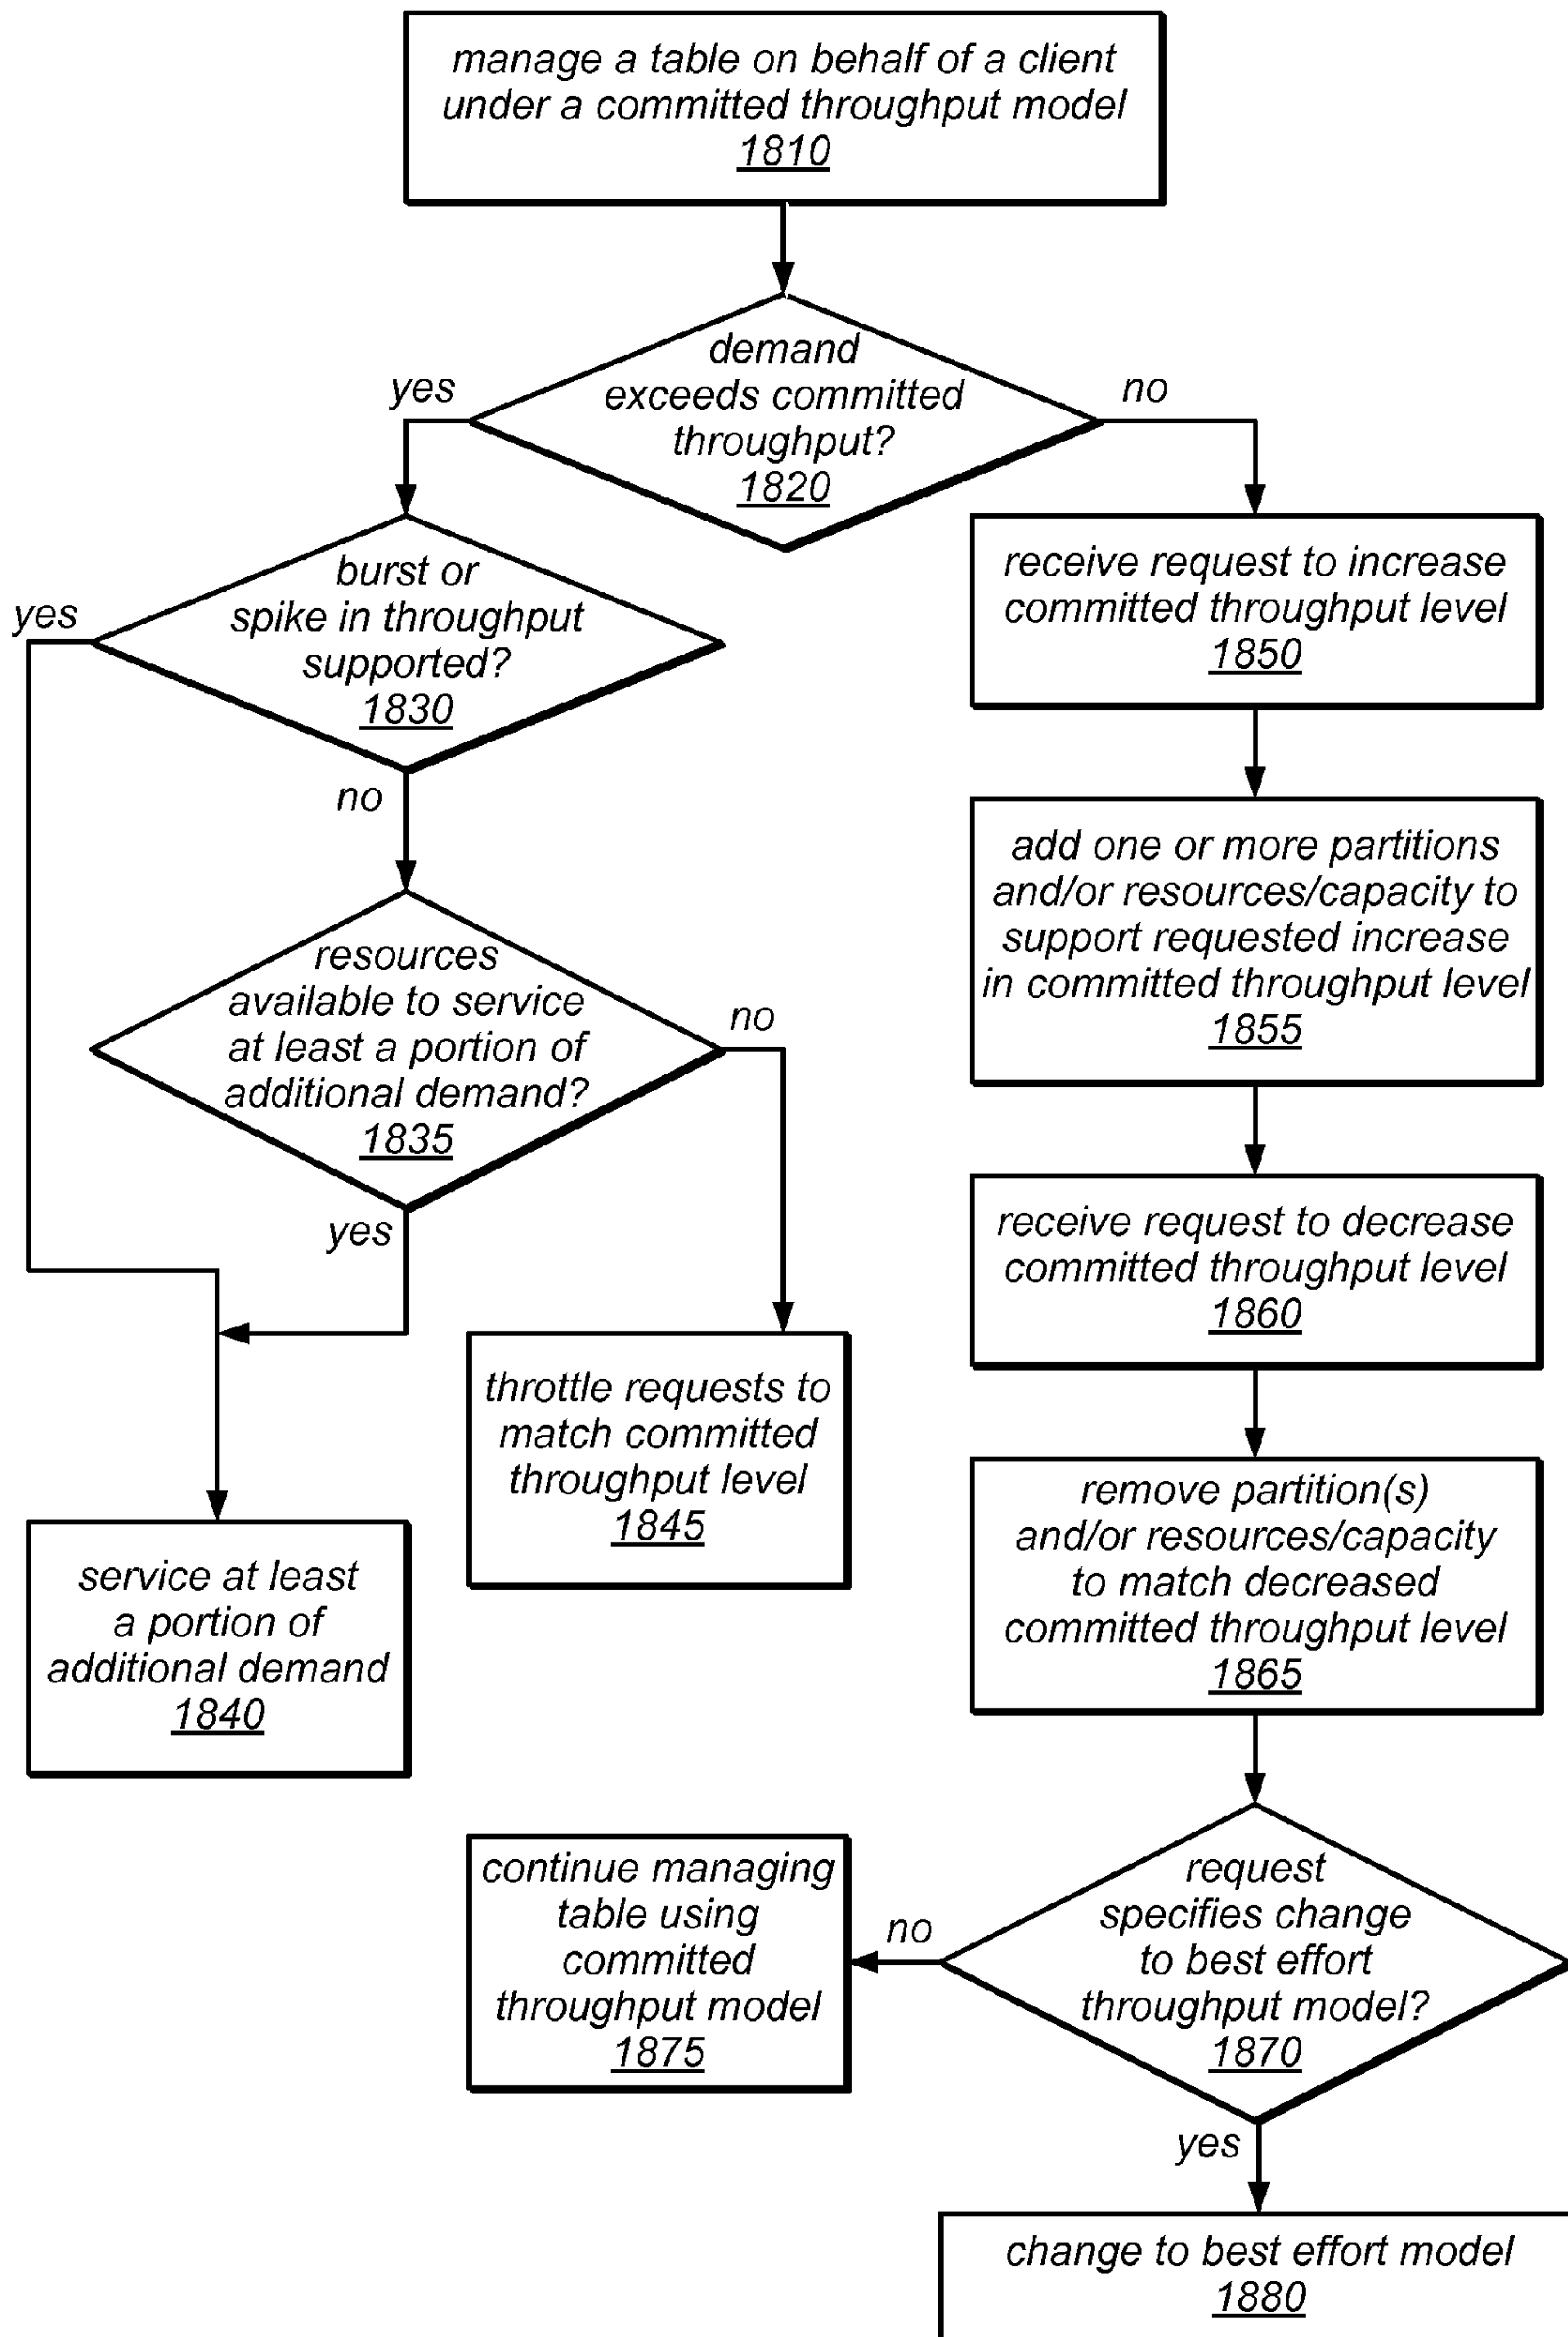 manage a table on behalf of a client
under a committed throughput model
1810
demand
exceeds committed
throughput?
1820
yes
no
burst or
spike in throughput
supported?
1830
yes
no
resources
available to service
at least a portion of
additional demand?
1835
no
yes
throttle requests to
match committed
throughput level
1845
service at least
a portion of
additional demand
1840
receive request to increase
committed throughput level
1850
add one or more partitions
and/or resources/capacity to
support requested increase
in committed throughput level
1855
receive request to decrease
committed throughput level
1860
remove partition(s)
and/or resources/capacity
to match decreased
committed throughput level
1865
request
specifies change
to best effort
throughput model?
1870
no
continue managing
table using
committed
throughput model
1875
yes
change to best effort model
1880